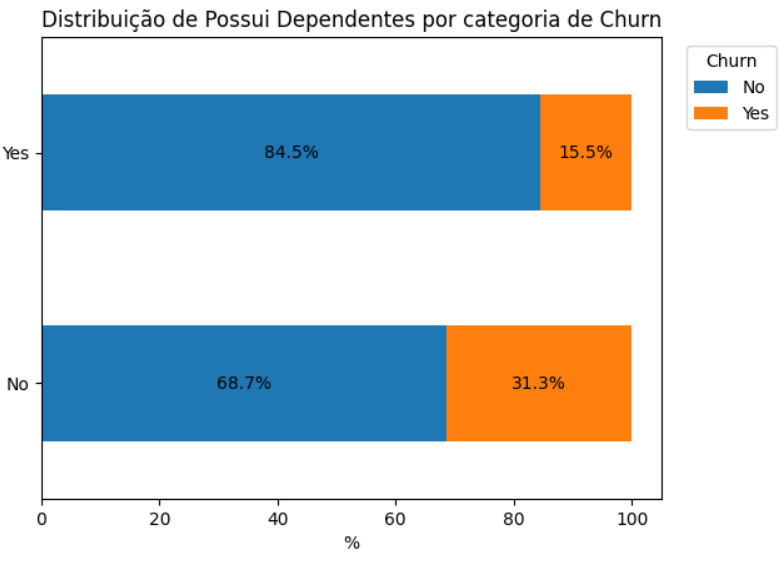 Distribuição de Possui Dependentes por categoria de Churn
Churn
No
Yes
Yes
84.5%
15.5%
No
68.7%
31.3%
0
20
40
60
80
100
%